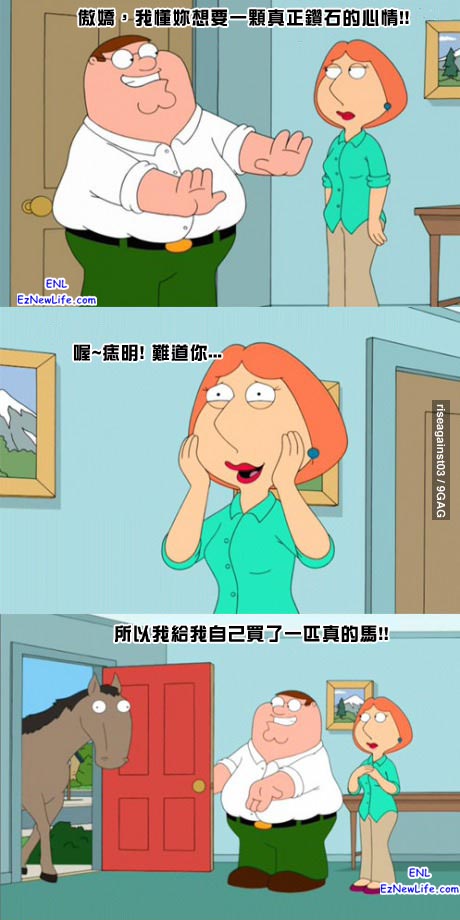 傲嬌，我懂妳想要一顆真正鑽石的心情!!
ENL
EzNewLife.com
喔~痞明! 難道你...
riseagainst03 / 9GAG
所以我給我自己買了一匹真的馬!!
ENL
EzNewLife.com